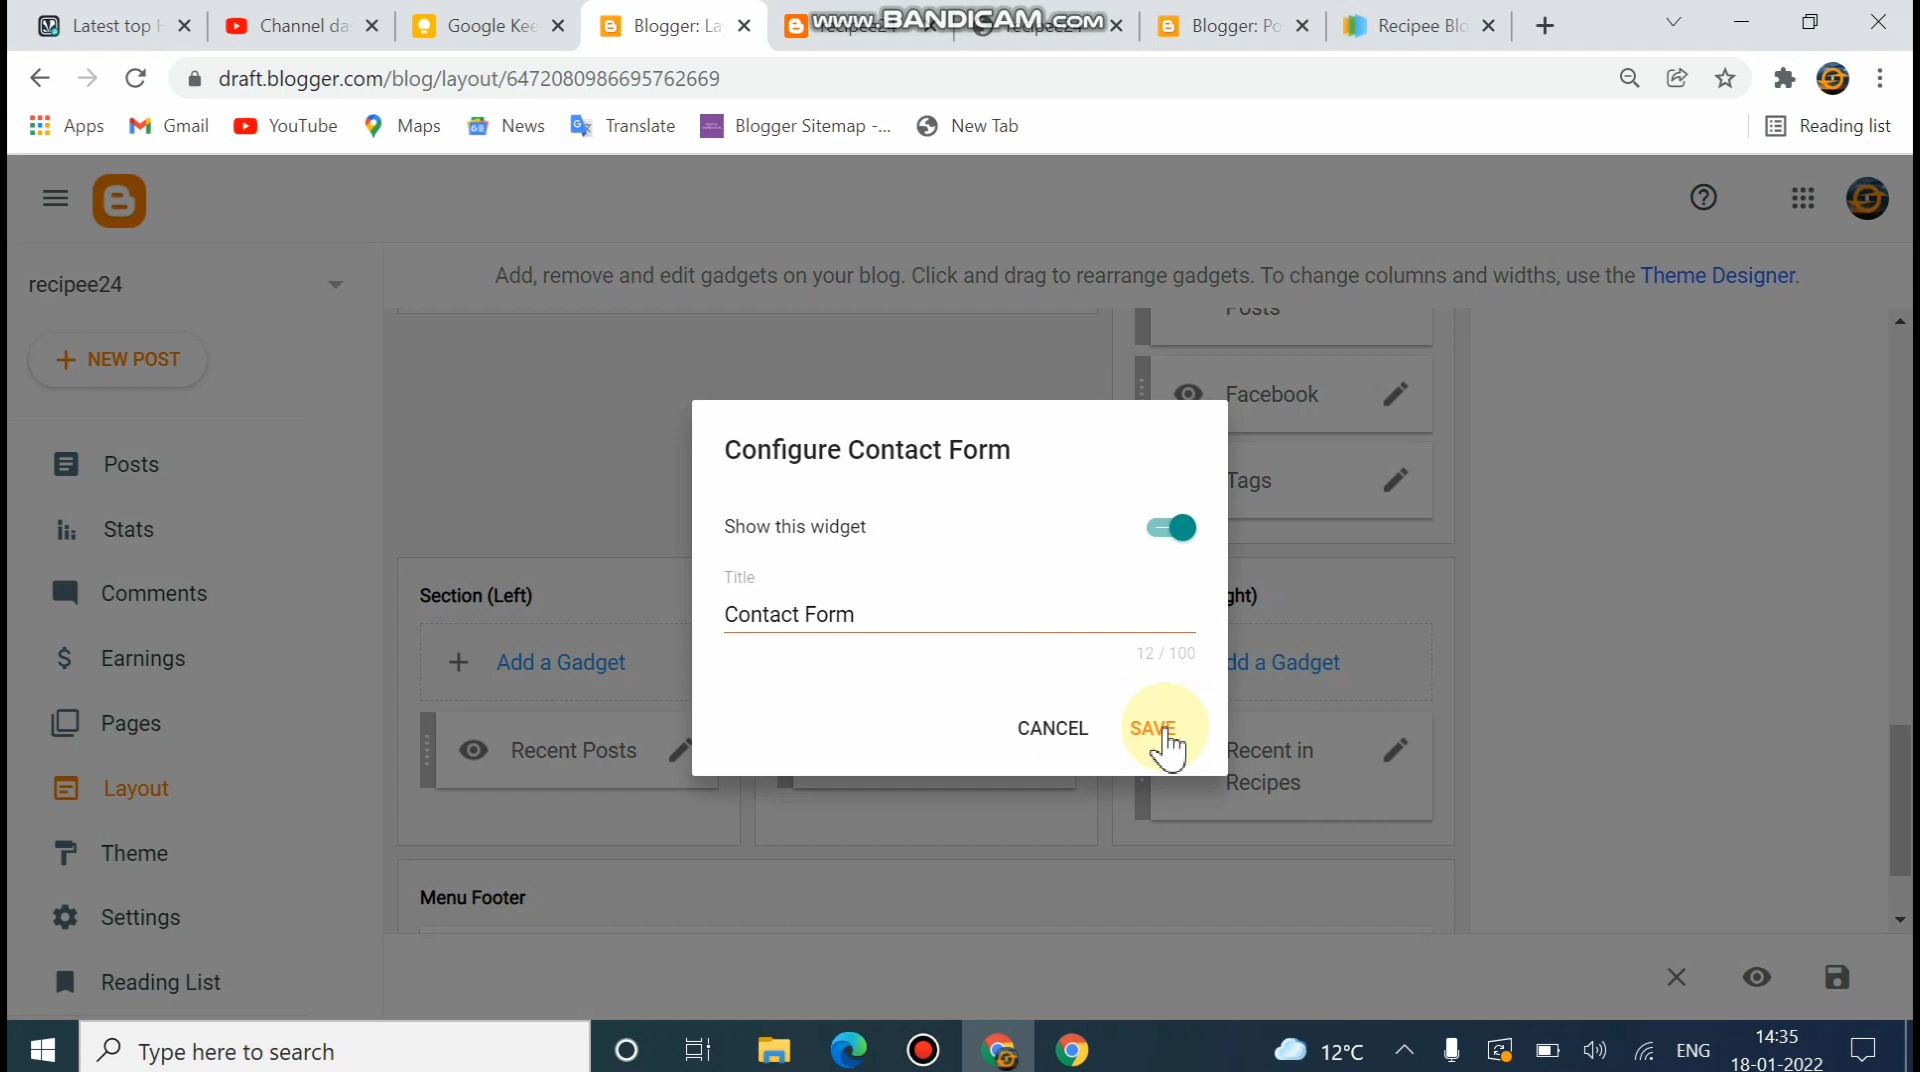 Latest top
Channel da
Google Kee
Blogger: La
recipee24
recipee24
Blogger: Po
Recipee Blo
www.BANDICAM.com
draft.blogger.com/blog/layout/6472080986695762669
Apps
Gmail
YouTube
Maps
News
Translate
Blogger Sitemap -...
New Tab
Reading list
recipee24
Add, remove and edit gadgets on your blog. Click and drag to rearrange gadgets. To change columns and widths, use the Theme Designer.
NEW POST
Posts
Stats
Comments
Earnings
Pages
Layout
Theme
Settings
Reading List
Posts
Facebook
Tags
Configure Contact Form
Show this widget
Title
Contact Form
12 / 100
CANCEL
SAVE
Section (Left)
Add a Gadget
Recent Posts
ght)
dd a Gadget
Recent in
Recipes
Menu Footer
Type here to search
12°C
ENG
14:35
18-01-2022